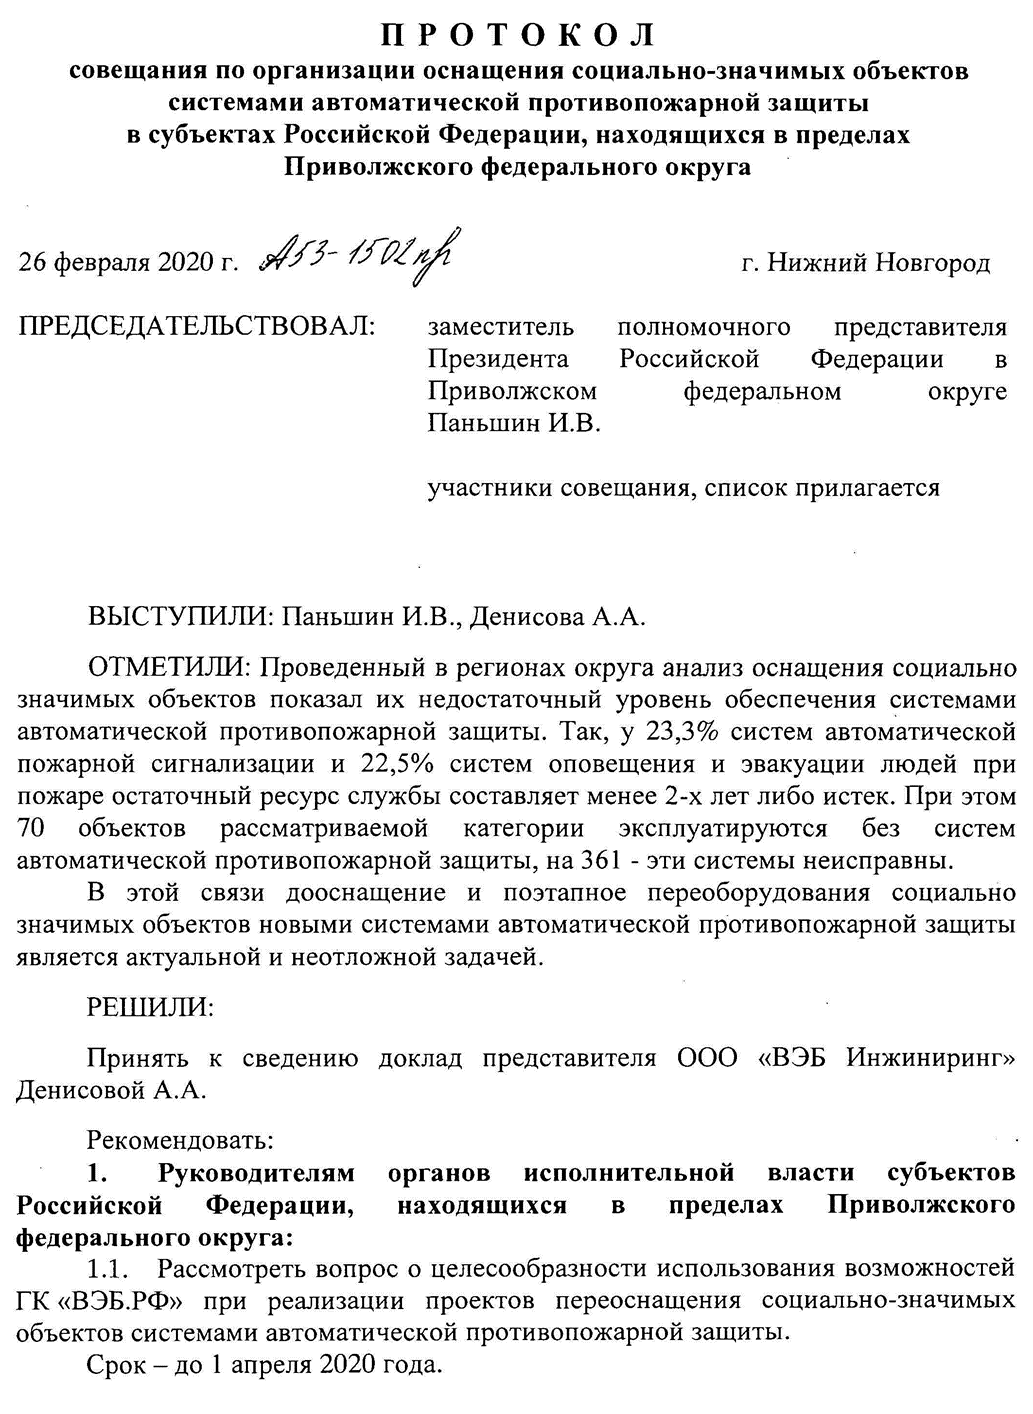 П Р О Т О К О Л
совещания по организации оснащения социально-значимых объектов
системами автоматической противопожарной защиты
в субъектах Российской Федерации, находящихся в пределах
Приволжского федерального округа
26 февраля 2020 г. А53-1502пр г. Нижний Новгород
ПРЕДСЕДАТЕЛЬСТВОВАЛ: заместитель полномочного представителя
Президента Российской Федерации в
Приволжском федеральном округе
Паньшин И.В.
участники совещания, список прилагается
ВЫСТУПИЛИ: Паньшин И.В., Денисова А.А.
ОТМЕТИЛИ: Проведенный в регионах округа анализ оснащения социально
значимых объектов показал их недостаточный уровень обеспечения системами
автоматической противопожарной защиты. Так, у 23,3% систем автоматической
пожарной сигнализации и 22,5% систем оповещения и эвакуации людей при
пожаре остаточный ресурс службы составляет менее 2-х лет либо истек. При этом
70 объектов рассматриваемой категории эксплуатируются без систем
автоматической противопожарной защиты, на 361 - эти системы неисправны.
В этой связи дооснащение и поэтапное переоборудования социально
значимых объектов новыми системами автоматической противопожарной защиты
является актуальной и неотложной задачей.
РЕШИЛИ:
Принять к сведению доклад представителя ООО «ВЭБ Инжиниринг»
Денисовой А.А.
Рекомендовать:
1. Руководителям органов исполнительной власти субъектов
Российской Федерации, находящихся в пределах Приволжского
федерального округа:
1.1. Рассмотреть вопрос о целесообразности использования возможностей
ГК «ВЭБ.РФ» при реализации проектов переоснащения социально-значимых
объектов системами автоматической противопожарной защиты.
Срок – до 1 апреля 2020 года.